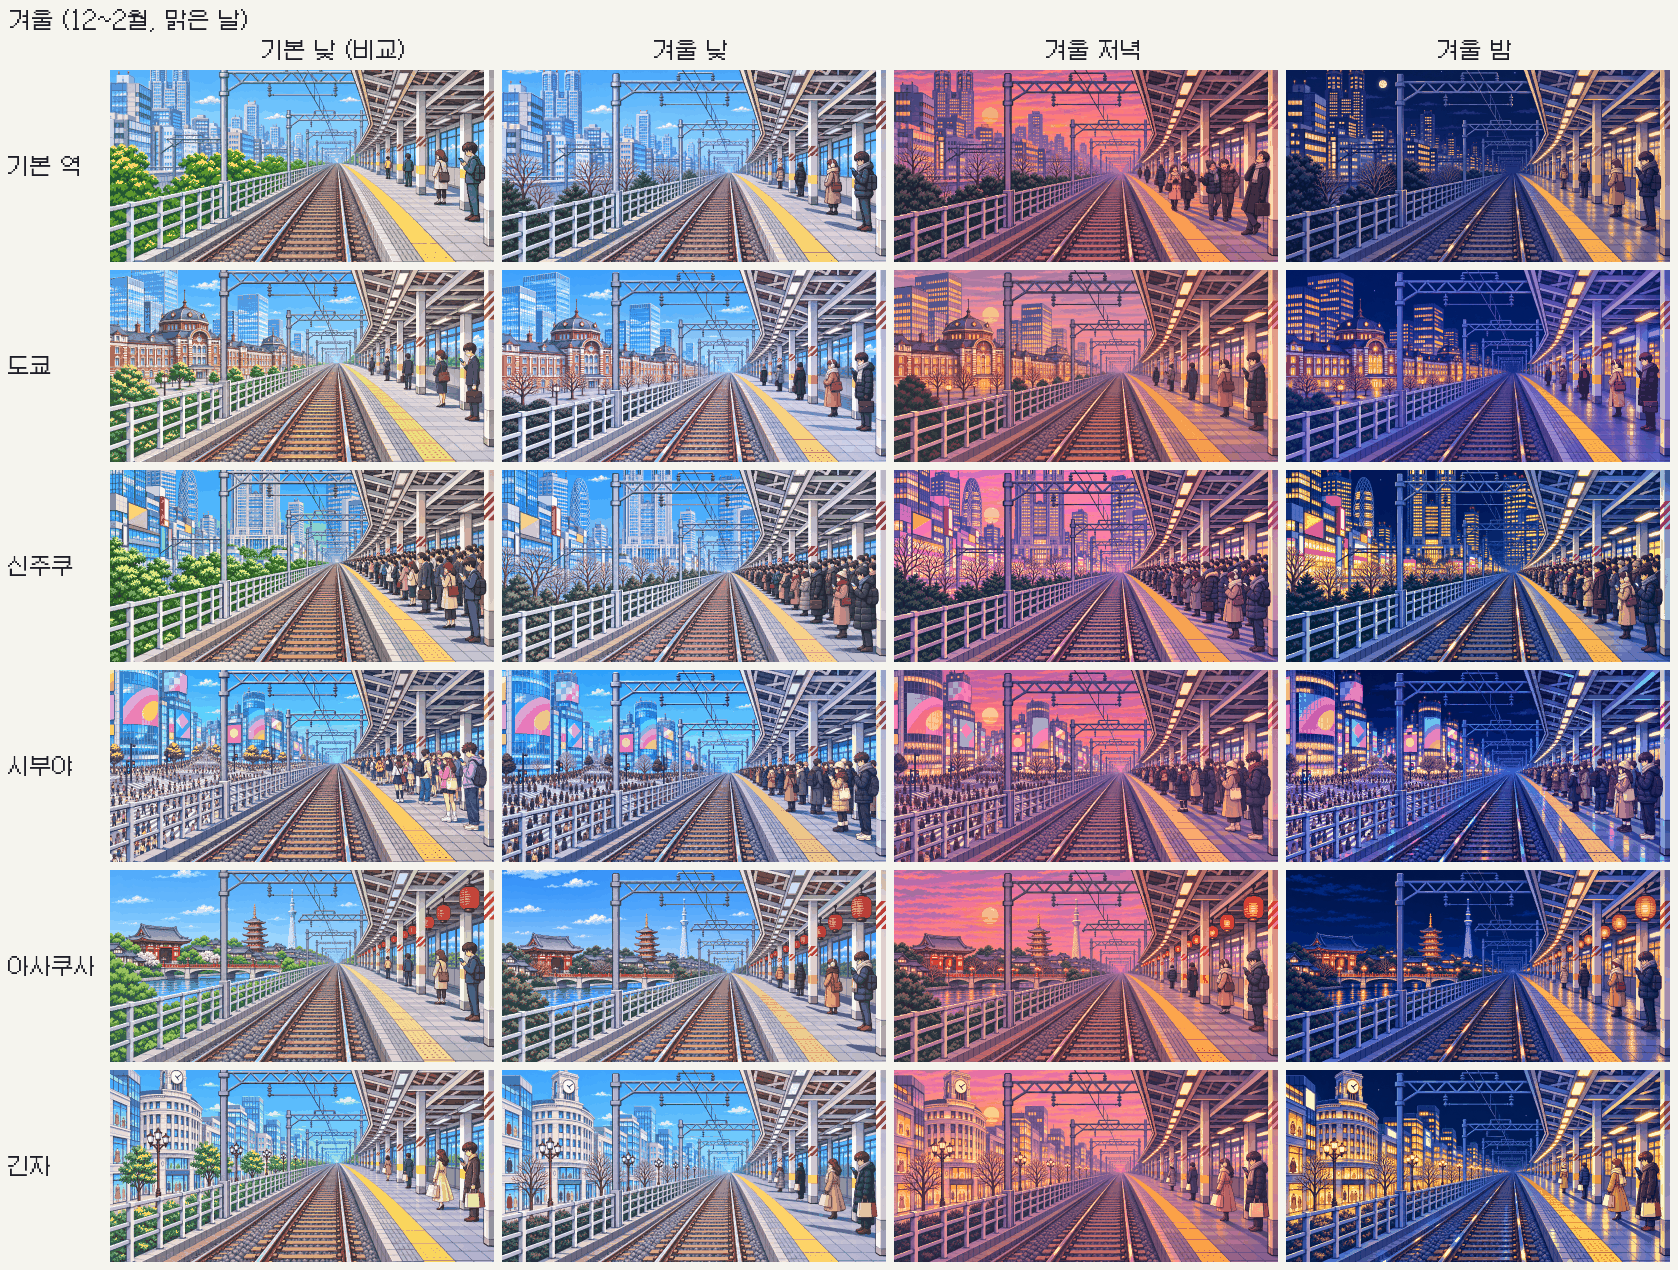 겨울 (12~2월, 맑은 날)
기본 낮 (비교)
겨울 낮
겨울 저녁
겨울 밤
기본 역
도쿄
신주쿠
시부야
아사쿠사
긴자